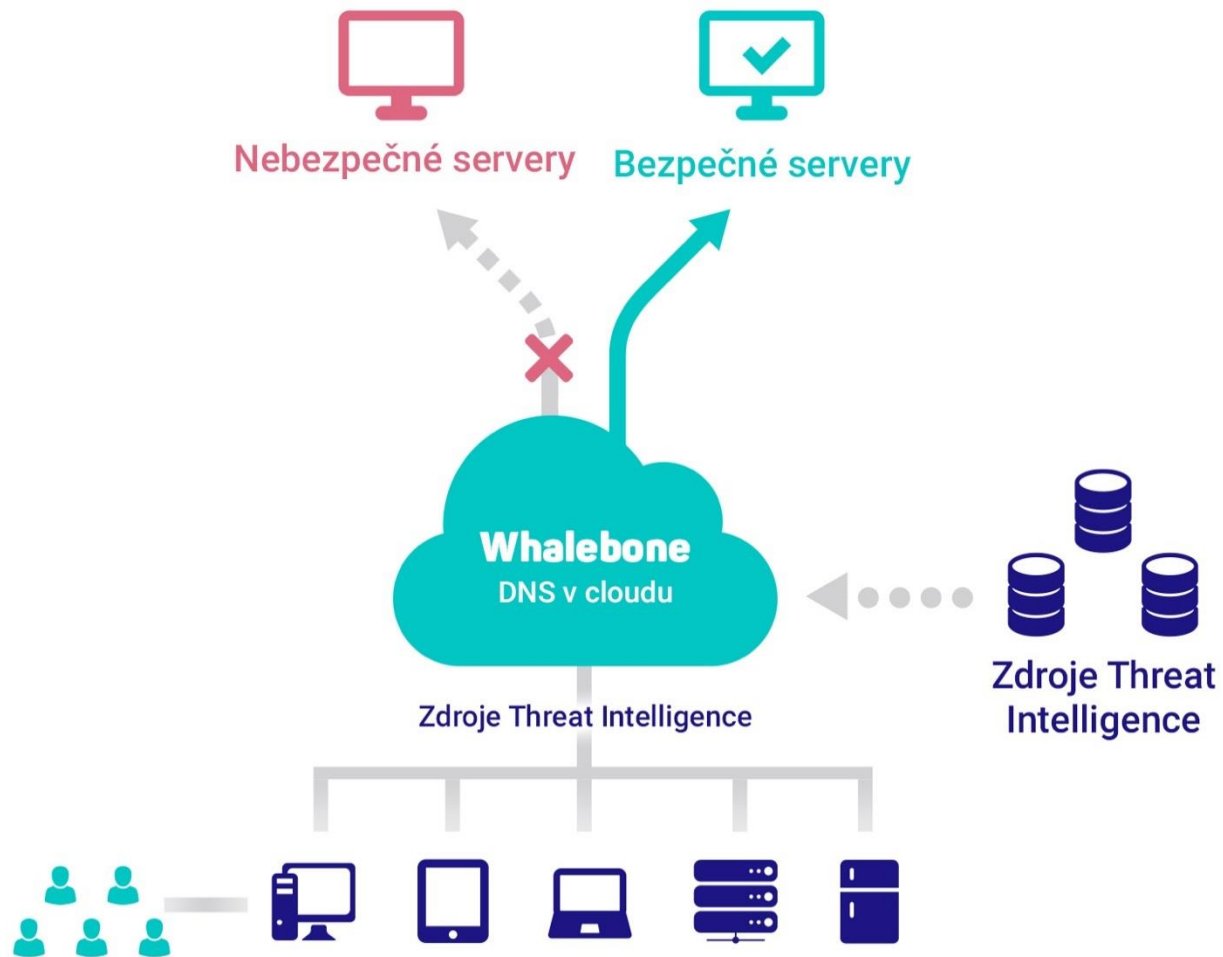 Nebezpečné servery
Bezpečné servery
Whalebone
DNS v cloudu
Zdroje Threat
Intelligence
Zdroje Threat Intelligence